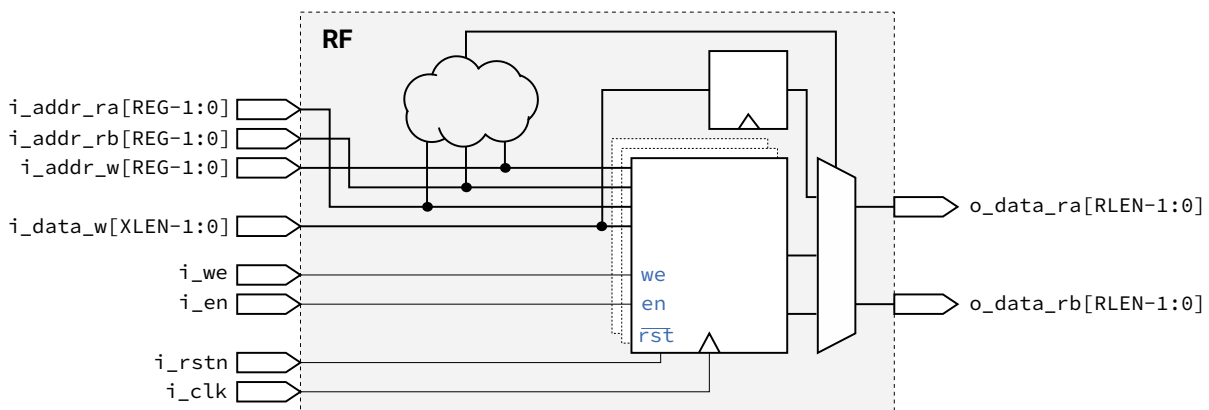 RF
i_addr_ra[REG-1:0]
i_addr_rb[REG-1:0]
i_addr_w[REG-1:0]
i_data_w[XLEN-1:0]
o_data_ra[RLEN-1:0]
i_we
we
i_en
en
o_data_rb[RLEN-1:0]
rst
i_rstn
i_clk